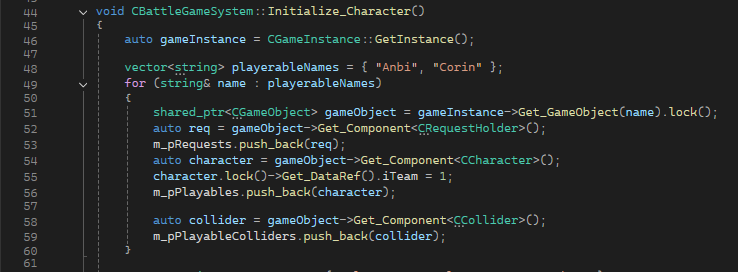 44 void CBattleGameSystem::Initialize_Character()
45 {
46 auto gameInstance = CGameInstance::GetInstance();
47
48 vector<string> playerableNames = { "Anbi", "Corin" };
49 for (string& name : playerableNames)
50 {
51 shared_ptr<CGameObject> gameObject = gameInstance->Get_GameObject(name).lock();
52 auto req = gameObject->Get_Component<CRequestHolder>();
53 m_pRequests.push_back(req);
54 auto character = gameObject->Get_Component<CCharacter>();
55 character.lock()->Get_DataRef().iTeam = 1;
56 m_pPlayables.push_back(character);
57
58 auto collider = gameObject->Get_Component<CCollider>();
59 m_pPlayableColliders.push_back(collider);
60 }
61